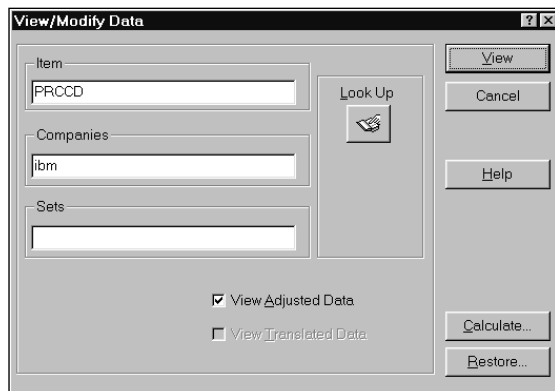 View/Modify Data
Item
PRCCD
Companies
ibm
Sets
Look Up
View Adjusted Data
View Translated Data
View
Cancel
Help
Calculate...
Restore...